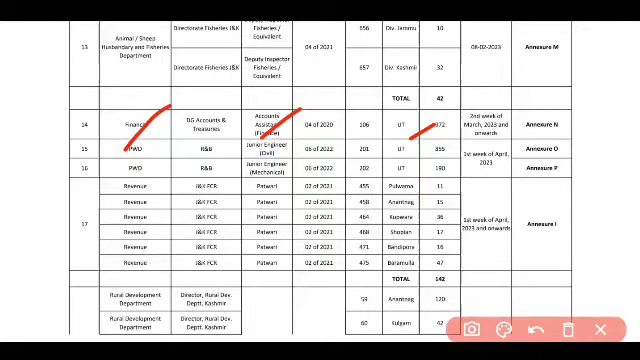 Deputy Inspector
Fisheries /
Equivalent
656
Div. Jammu
10
13
Animal / Sheep
Husbandary and Fisheries
Department
Directorate Fisheries J&K
04 of 2021
08-02-2023
Annexure M
Directorate Fisheries J&K
Deputy Inspector
Fisheries /
Equivalent
657
Div. Kashmir
32
TOTAL
42
14
Finance
DG Accounts &
Treasures
Accounts
Assistant
(Finance)
04 of 2020
106
UT
972
2nd week of
March, 2023 and
onwards
Annexure N
15
PWD
R&B
Junior Engineer
(Civil)
08 of 2022
201
UT
855
1st week of April,
2023
Annexure O
16
PWD
R&B
Junior Engineer
(Mechanical)
06 of 2022
202
UT
190
Annexure P
17
Revenue
J&K FCR
Patwari
02 of 2021
455
Pulwama
11
Revenue
J&K FCR
Patwari
02 of 2021
458
Anantnag
15
Revenue
J&K FCR
Patwari
02 of 2021
464
Kupwara
36
Revenue
J&K FCR
Patwari
02 of 2021
468
Shopian
17
Revenue
J&K FCR
Patwari
02 of 2021
471
Bandipora
16
Revenue
J&K FCR
Patwari
02 of 2021
475
Baramulla
47
1st week of April,
2023 and onwards
Annexure I
TOTAL
142
Rural Development
Department
Director, Rural Dev.
Deptt, Kashmir
59
Anantnag
120
Rural Development
Department
Director, Rural Dev.
Deptt, Kashmir
60
Kulgam
42